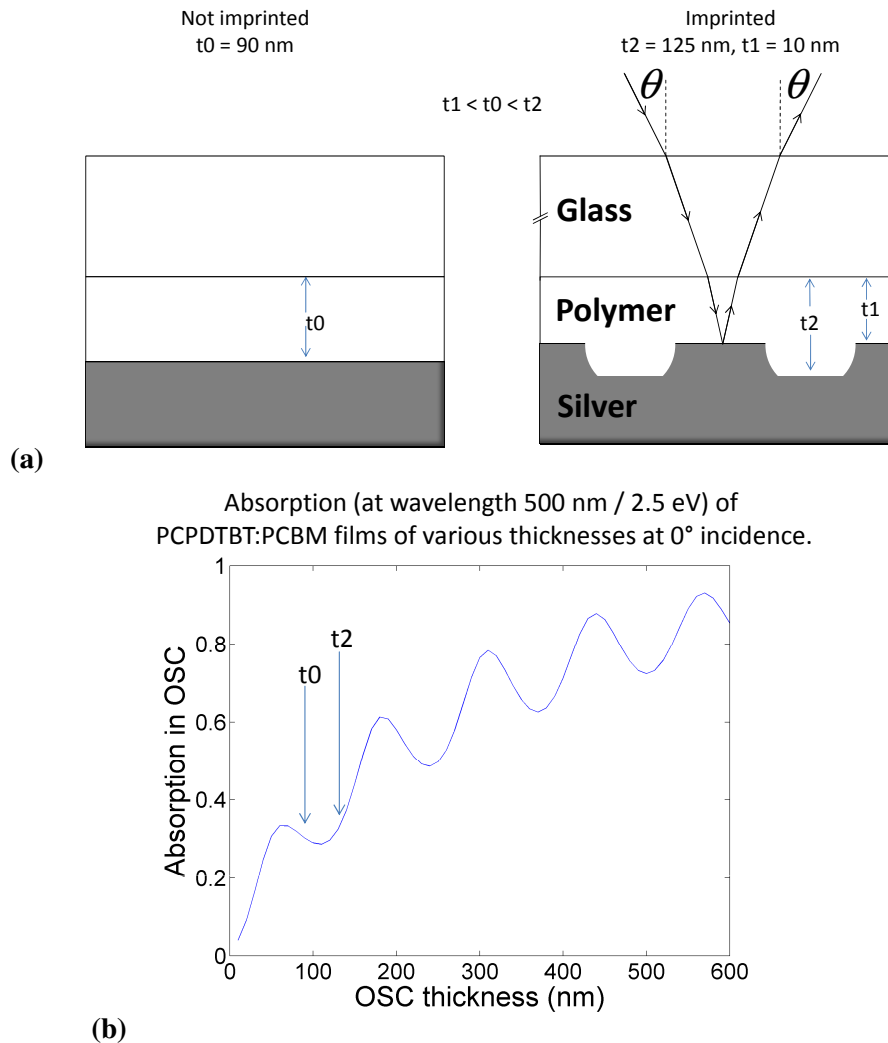 Not imprinted
t0 = 90 nm
Imprinted
t2 = 125 nm, t1 = 10 nm
θ
θ
t1 < t0 < t2
Glass
t0
Polymer
t2
t1
Silver
(a)
Absorption (at wavelength 500 nm / 2.5 eV) of
PCPDTBT:PCBM films of various thicknesses at 0° incidence.
1
0.8
0.6
0.4
0.2
0
Absorption in OSC
t0
t2
0 100 200 300 400 500 600
OSC thickness (nm)
(b)